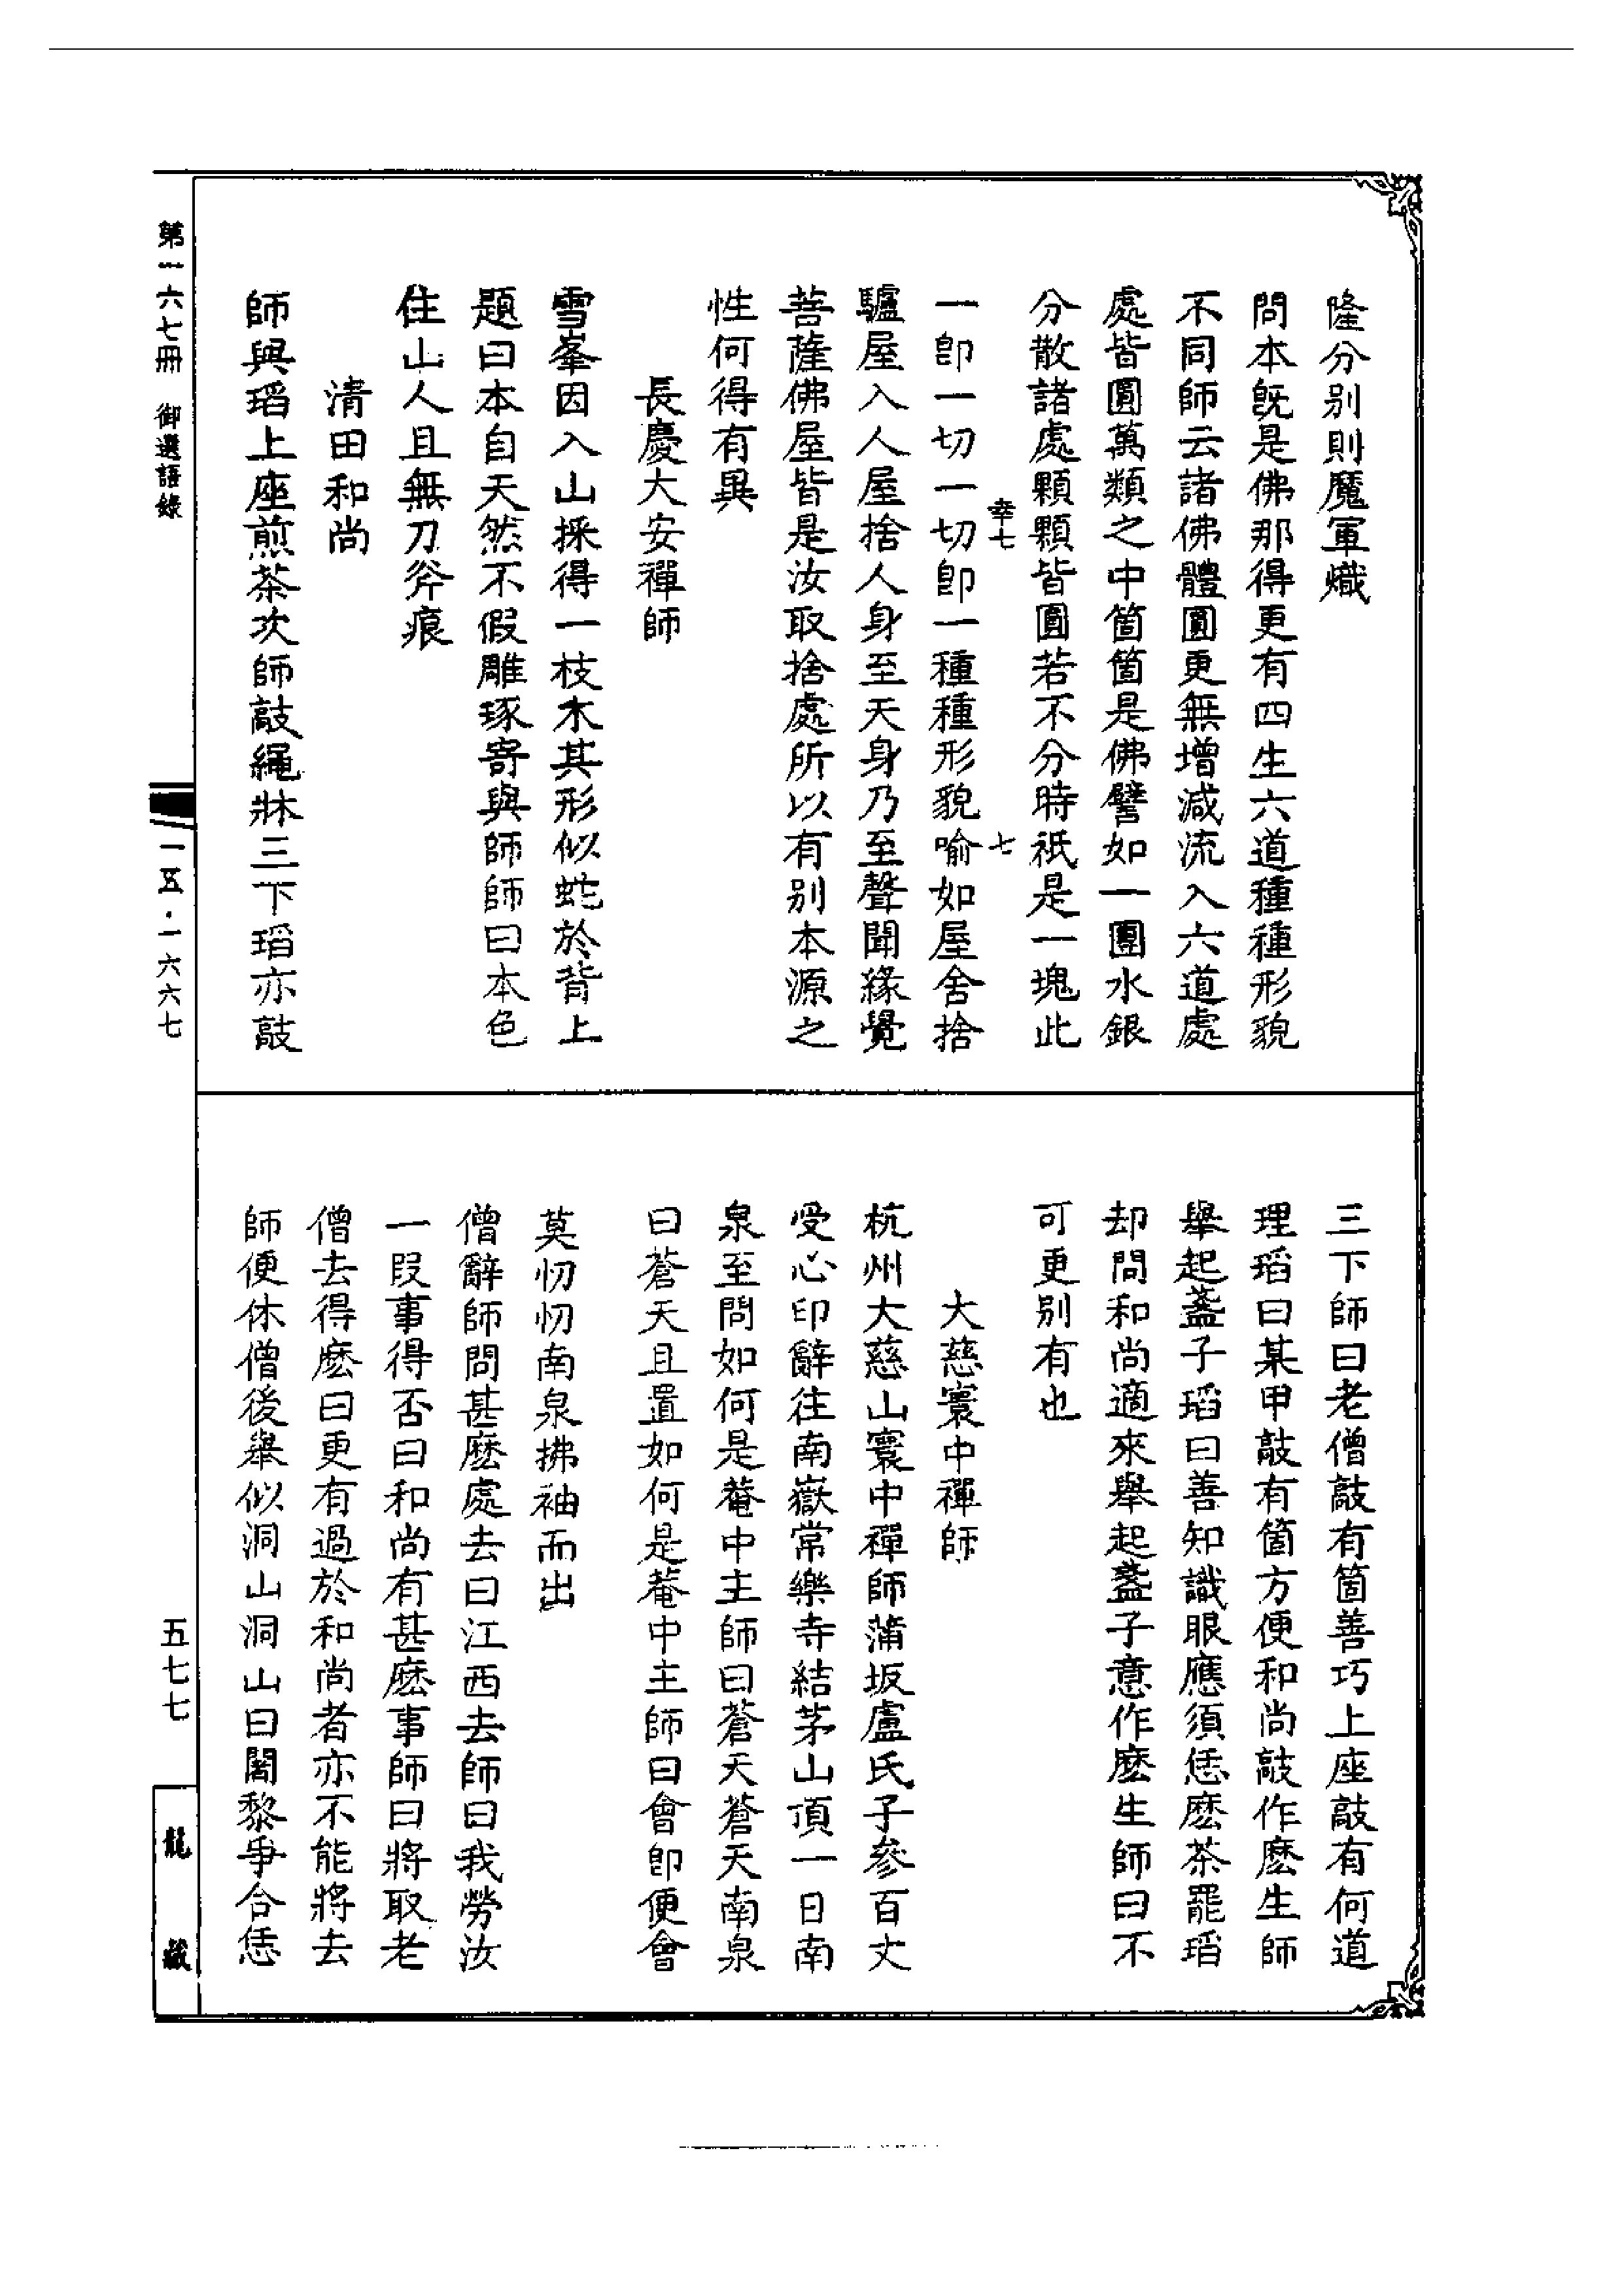 隆分别則魔軍熾
問本旣是佛那得更有四生六道種種形貌
不同師云諸佛體圓更無增減流入六道處
處皆圓萬類之中箇箇是佛譬如一團水銀
分散諸處顆顆皆圓若不分時祇是一塊此
幸七 七
一卽一切一切卽一種種形貌喻如屋舍捨
驢屋入人屋捨人身至天身乃至聲聞緣覺
菩薩佛屋皆是汝取捨處所以有别本源之
性何得有異
長慶大安禪師
雪峯因入山採得一枝木其形似蛇於背上
題曰本自天然不假雕琢寄與師師曰本色
住山人且無刀斧痕
清田和尚
師與瑫上座煎茶次師敲繩牀三下瑫亦敲
三下師曰老僧敲有箇善巧上座敲有何道
理瑫曰某甲敲有箇方便和尚敲作麽生師
舉起盞子瑫曰善知識眼應須恁麽茶罷瑫
却問和尚適來舉起盞子意作麽生師曰不
可更别有也
大慈寰中禪師
杭州大慈山寰中禪師蒲坂盧氏子參百丈
受心印辭往南嶽常樂寺結茅山頂一日南
泉至問如何是菴中主師曰蒼天蒼天南泉
曰蒼天且置如何是菴中主師曰會卽便會
莫忉忉南泉拂袖而出
僧辭師問甚麽處去曰江西去師曰我勞汝
一段事得否曰和尚有甚麽事師曰將取老
僧去得麽曰更有過於和尚者亦不能將去
師便休僧後舉似洞山洞山曰闍黎爭合恁
第一六七冊 御選語錄
一五·一六六七
五七七
龍藏